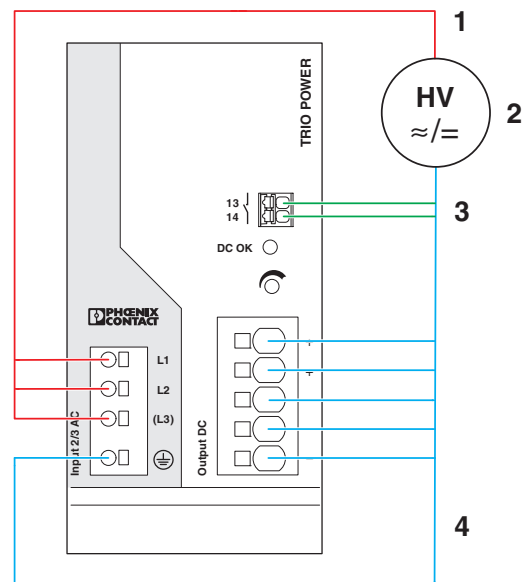 1
HV
≈/=
2
TRIO POWER
13
14
3
DC OK
PHŒNIX
CONTACT
L1
L2
(L3)
Input 2/3 AC
Output DC
+
4